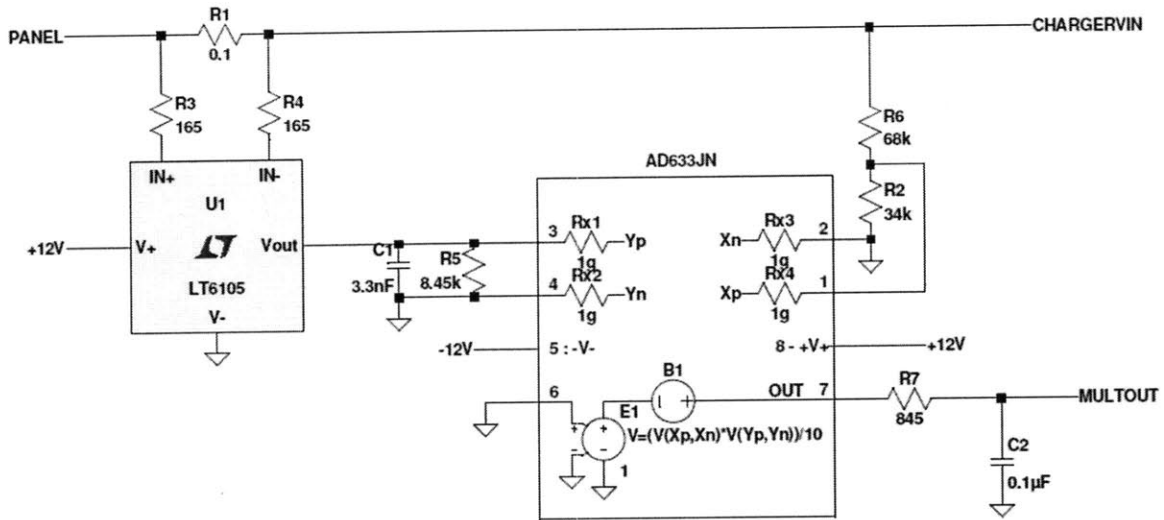 PANEL
R1
0.1
CHARGERVIN
R3
165
R4
165
R6
68k
AD633JN
IN+
IN-
U1
R2
34k
+12V
V+
Vout
LT6105
V-
C1
3.3nF
R5
8.45k
3
Rx1
1g
Yp
Xn
Rx3
1g
2
4
Rx2
1g
Yn
Xp
Rx4
1g
1
-12V
5 : -V-
8 - +V+
+12V
6
B1
OUT
7
R7
845
MULTOUT
E1
V=(V(Xp,Xn)*V(Yp,Yn))/10
1
C2
0.1µF